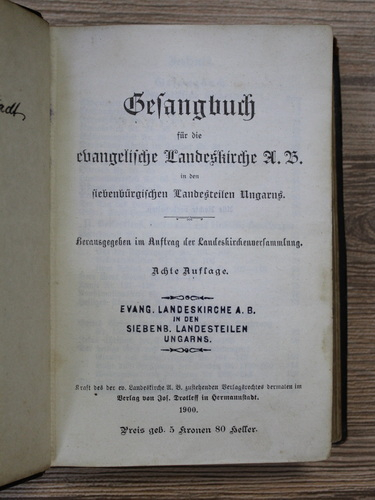 adt,
Gesangbuch
für die
evangelische Landeskirche A. B.
in den
siebenbürgischen Landesteilen Ungarns.
Herausgegeben im Auftrag der Landeskirchenversammlung.
Achte Auflage.
EVANG. LANDESKIRCHE A. B.
IN DEN
SIEBENB. LANDESTEILEN
UNGARNS.
Kraft des der ev. Landeskirche A. B. zustehenden Verlagsrechtes dermalen im
Verlag von Jos. Drotleff in Hermannstadt.
1900.
Preis geb. 5 Kronen 80 Heller.